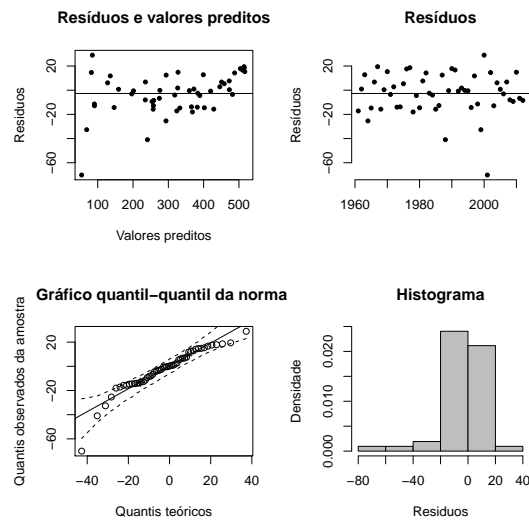 Resíduos e valores preditos
Resíduos
20
−20
−60
100 200 300 400 500
Valores preditos
Resíduos
Resíduos
20
−20
−60
1960 1980 2000
Gráfico quantil−quantil da norma
Quantis observados da amostra
20
−20
−60
−40 −20 0 20 40
Quantis teóricos
Histograma
Densidade
0.020
0.010
0.000
−80 −40 0 20 40
Residuos